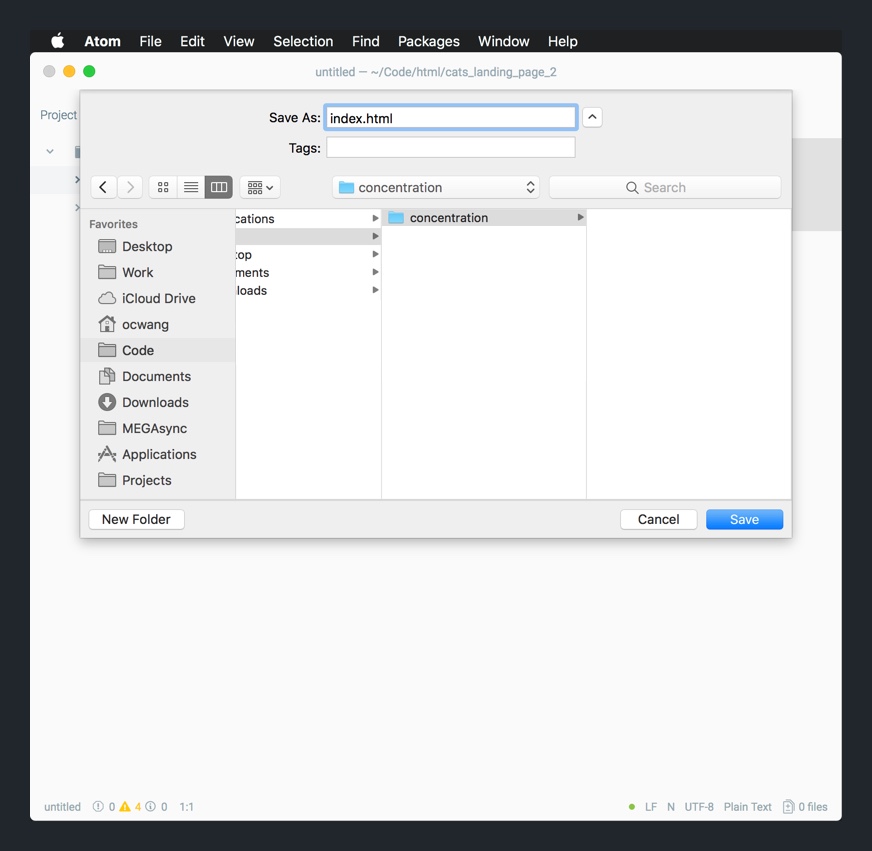 Atom File Edit View Selection Find Packages Window Help
untitled — ~/Code/html/cats_landing_page_2
Project
Save As: index.html
Tags:
concentration Search
Favorites
Desktop
Work
iCloud Drive
ocwang
Code
Documents
Downloads
MEGAsync
Applications
Projects
cations
top
ments
loads
concentration
New Folder Cancel Save
untitled 0 4 0 1:1 LF N UTF-8 Plain Text 0 files